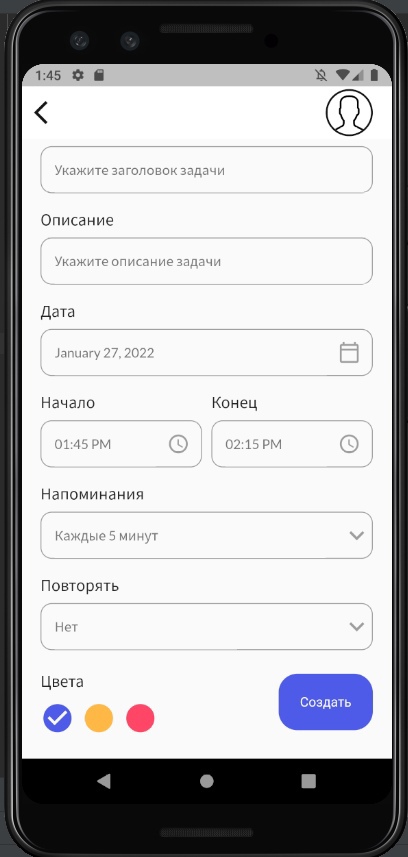 1:45
Укажите заголовок задачи
Описание
Укажите описание задачи
Дата
January 27, 2022
Начало
Конец
01:45 PM
02:15 PM
Напоминания
Каждые 5 минут
Повторять
Нет
Цвета
Создать